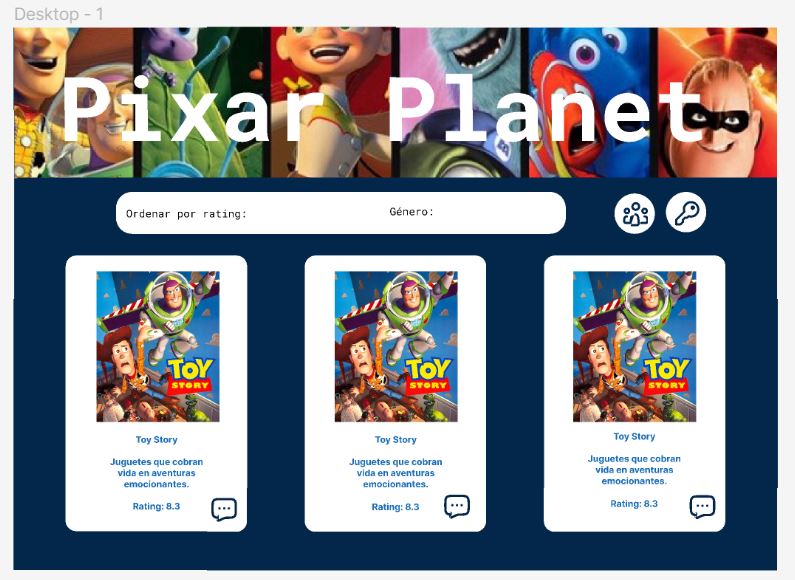 Desktop - 1
Pixar Planet
Ordenar por rating:
Género:
TOY
STORY
Toy Story
Juguetes que cobran
vida en aventuras
emocionantes.
Rating: 8.3
TOY
STORY
Toy Story
Juguetes que cobran
vida en aventuras
emocionantes.
Rating: 8.3
TOY
STORY
Toy Story
Juguetes que cobran
vida en aventuras
emocionantes.
Rating: 8.3